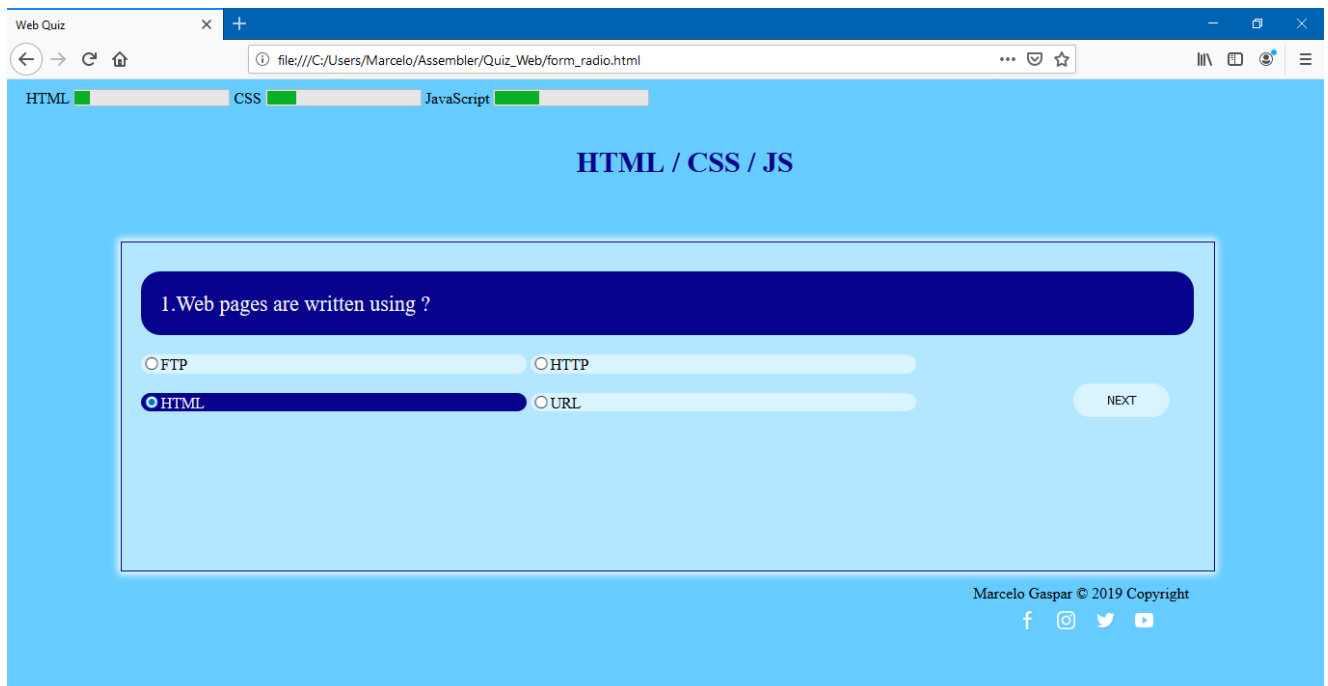 Web Quiz
file:///C:/Users/Marcelo/Assembler/Quiz_Web/form_radio.html
HTML CSS JavaScript
HTML / CSS / JS
1.Web pages are written using ?
FTP HTTP
HTML URL
NEXT
Marcelo Gaspar © 2019 Copyright